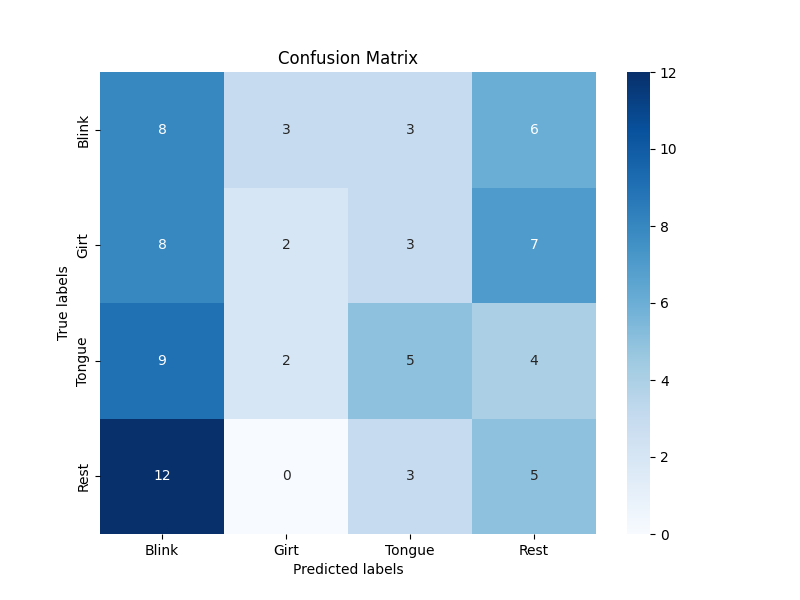 Confusion Matrix
True labels
Blink 8 3 3 6
Girt 8 2 3 7
Tongue 9 2 5 4
Rest 12 0 3 5
Blink Girt Tongue Rest
Predicted labels
12
10
8
6
4
2
0